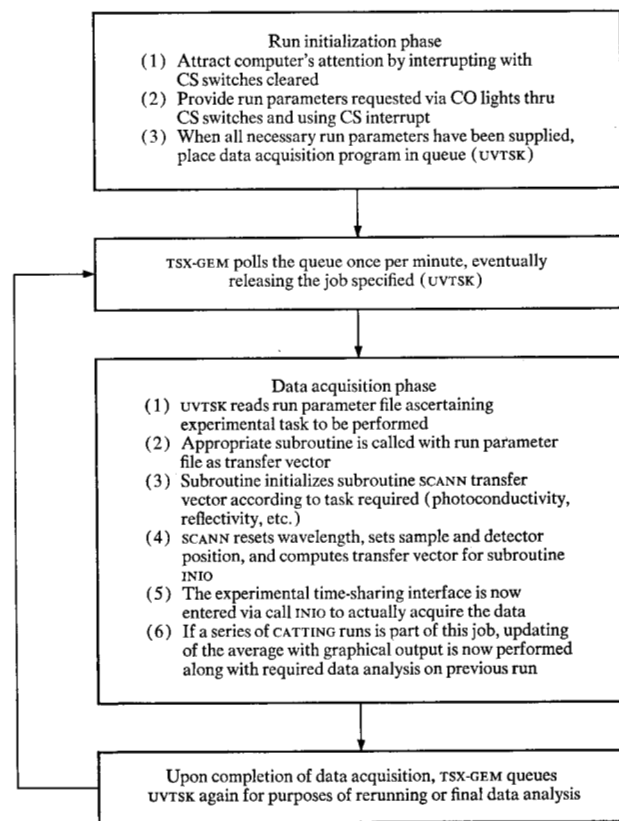 Run initialization phase
(1) Attract computer's attention by interrupting with
CS switches cleared
(2) Provide run parameters requested via CO lights thru
CS switches and using CS interrupt
(3) When all necessary run parameters have been supplied,
place data acquisition program in queue (UVTSK)
TSX-GEM polls the queue once per minute, eventually
releasing the job specified (UVTSK)
Data acquisition phase
(1) UVTSK reads run parameter file ascertaining
experimental task to be performed
(2) Appropriate subroutine is called with run parameter
file as transfer vector
(3) Subroutine initializes subroutine SCANN transfer
vector according to task required (photoconductivity,
reflectivity, etc.)
(4) SCANN resets wavelength, sets sample and detector
position, and computes transfer vector for subroutine
INIO
(5) The experimental time-sharing interface is now
entered via call INIO to actually acquire the data
(6) If a series of CATTING runs is part of this job, updating
of the average with graphical output is now performed
along with required data analysis on previous run
Upon completion of data acquisition, TSX-GEM queues
UVTSK again for purposes of rerunning or final data analysis